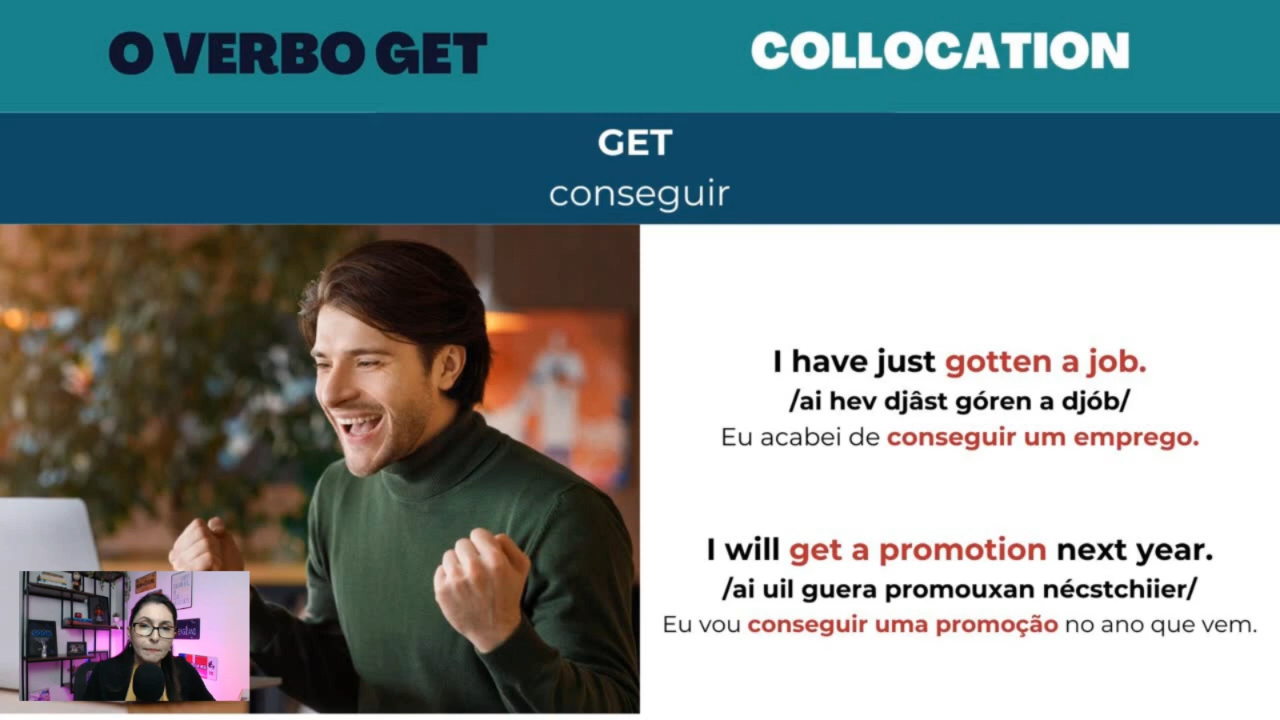 O VERBO GET
COLLOCATION
GET
conseguir
I have just gotten a job.
/ai hev djâst góren a djób/
Eu acabei de conseguir um emprego.
I will get a promotion next year.
/ai uil guera promouxan nécstchiier/
Eu vou conseguir uma promoção no ano que vem.